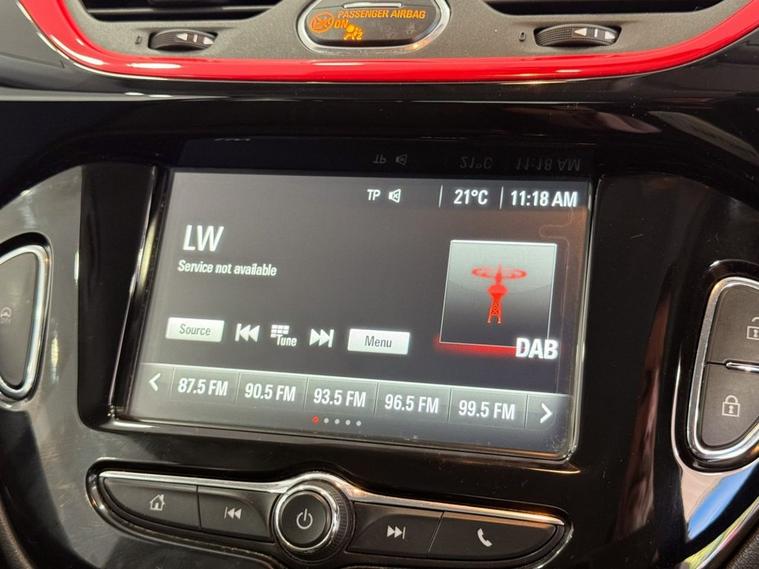 PASSENGER AIRBAG
ON
TP 21°C 11:18 AM
LW
Service not available
Source
Tune
Menu
DAB
87.5 FM 90.5 FM 93.5 FM 96.5 FM 99.5 FM